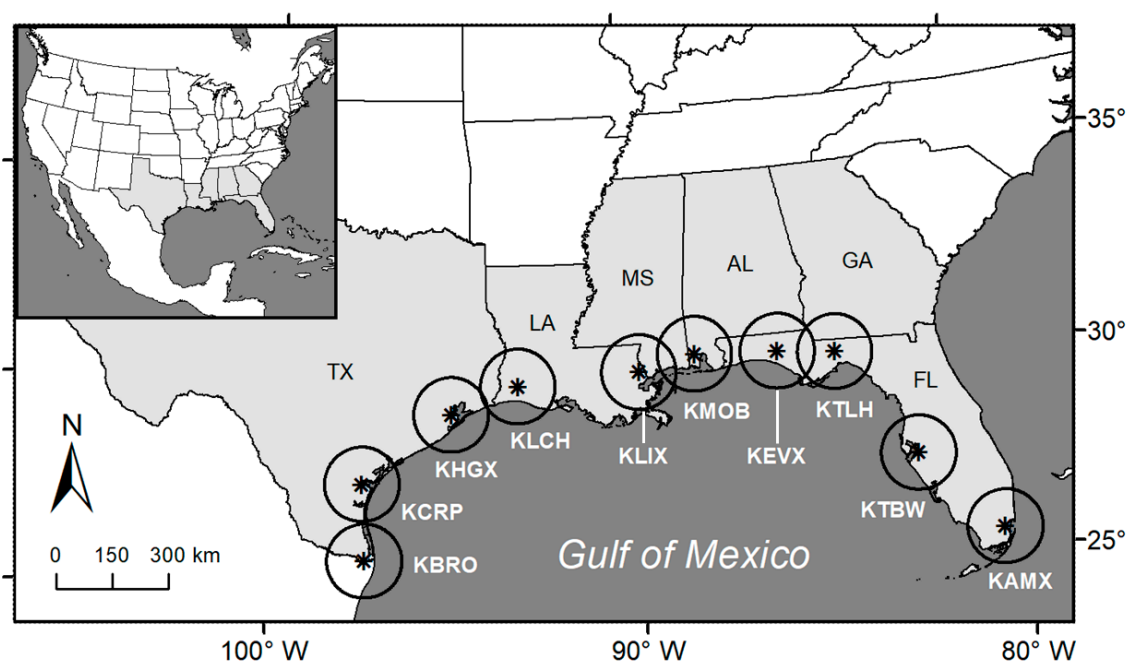 35°
GA
AL
MS
30°
LA
TX
FL
KMOB
KTLH
N
KLCH
KLIX
KEVX
KHGX
KTBW
KCRP
0 150 300 km
25°
Gulf of Mexico
KBRO
KAMX
100° W
90° W
80° W